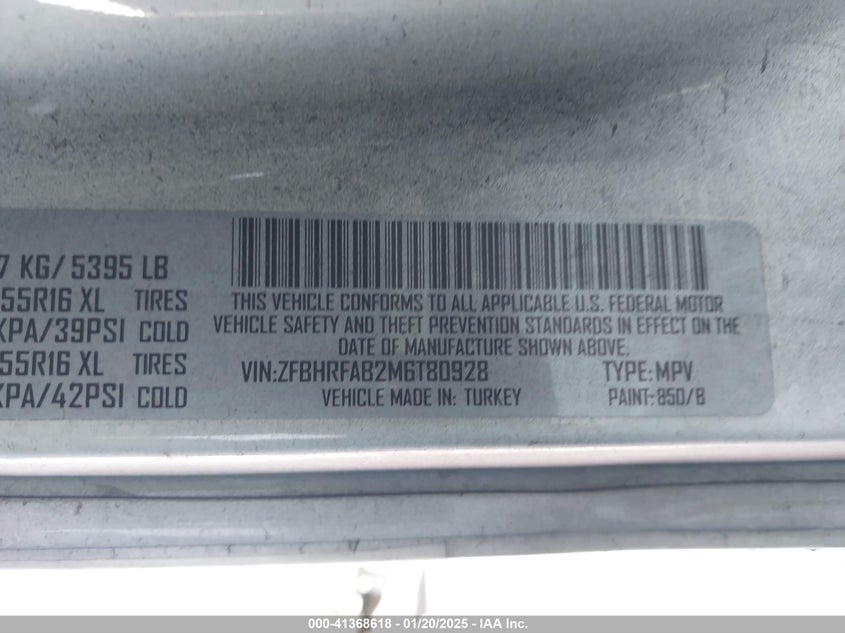 7 KG/ 5395 LB
55R16 XL TIRES
KPA/39PSI COLD
55R16 XL TIRES
KPA/42PSI COLD
THIS VEHICLE CONFORMS TO ALL APPLICABLE U.S. FEDERAL MOTOR
VEHICLE SAFETY AND THEFT PREVENTION STANDARDS IN EFFECT ON THE
DATE OF MANUFACTURE SHOWN ABOVE.
VIN:ZFBHRFAB2M6T80928 TYPE:MPV
VEHICLE MADE IN: TURKEY PAINT:850/B
000-41368618 - 01/20/2025 - IAA Inc.